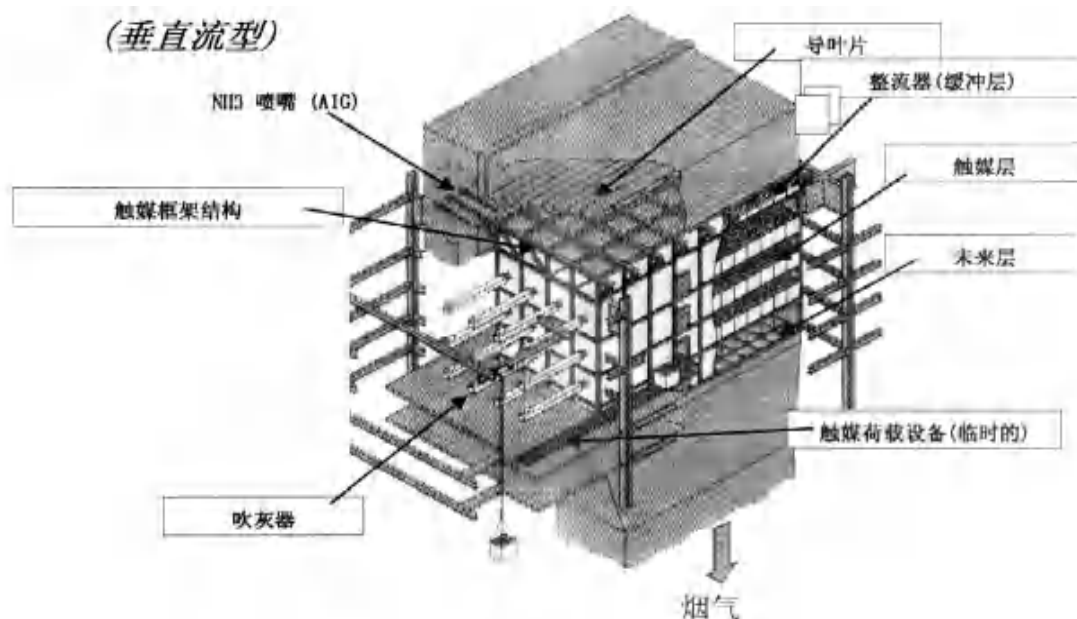 (垂直流型)
导叶片
NH3 喷嘴 (AIG)
整流器(缓冲层)
触媒层
触媒框架结构
未来层
触媒荷载设备(临时的)
吹灰器
烟气